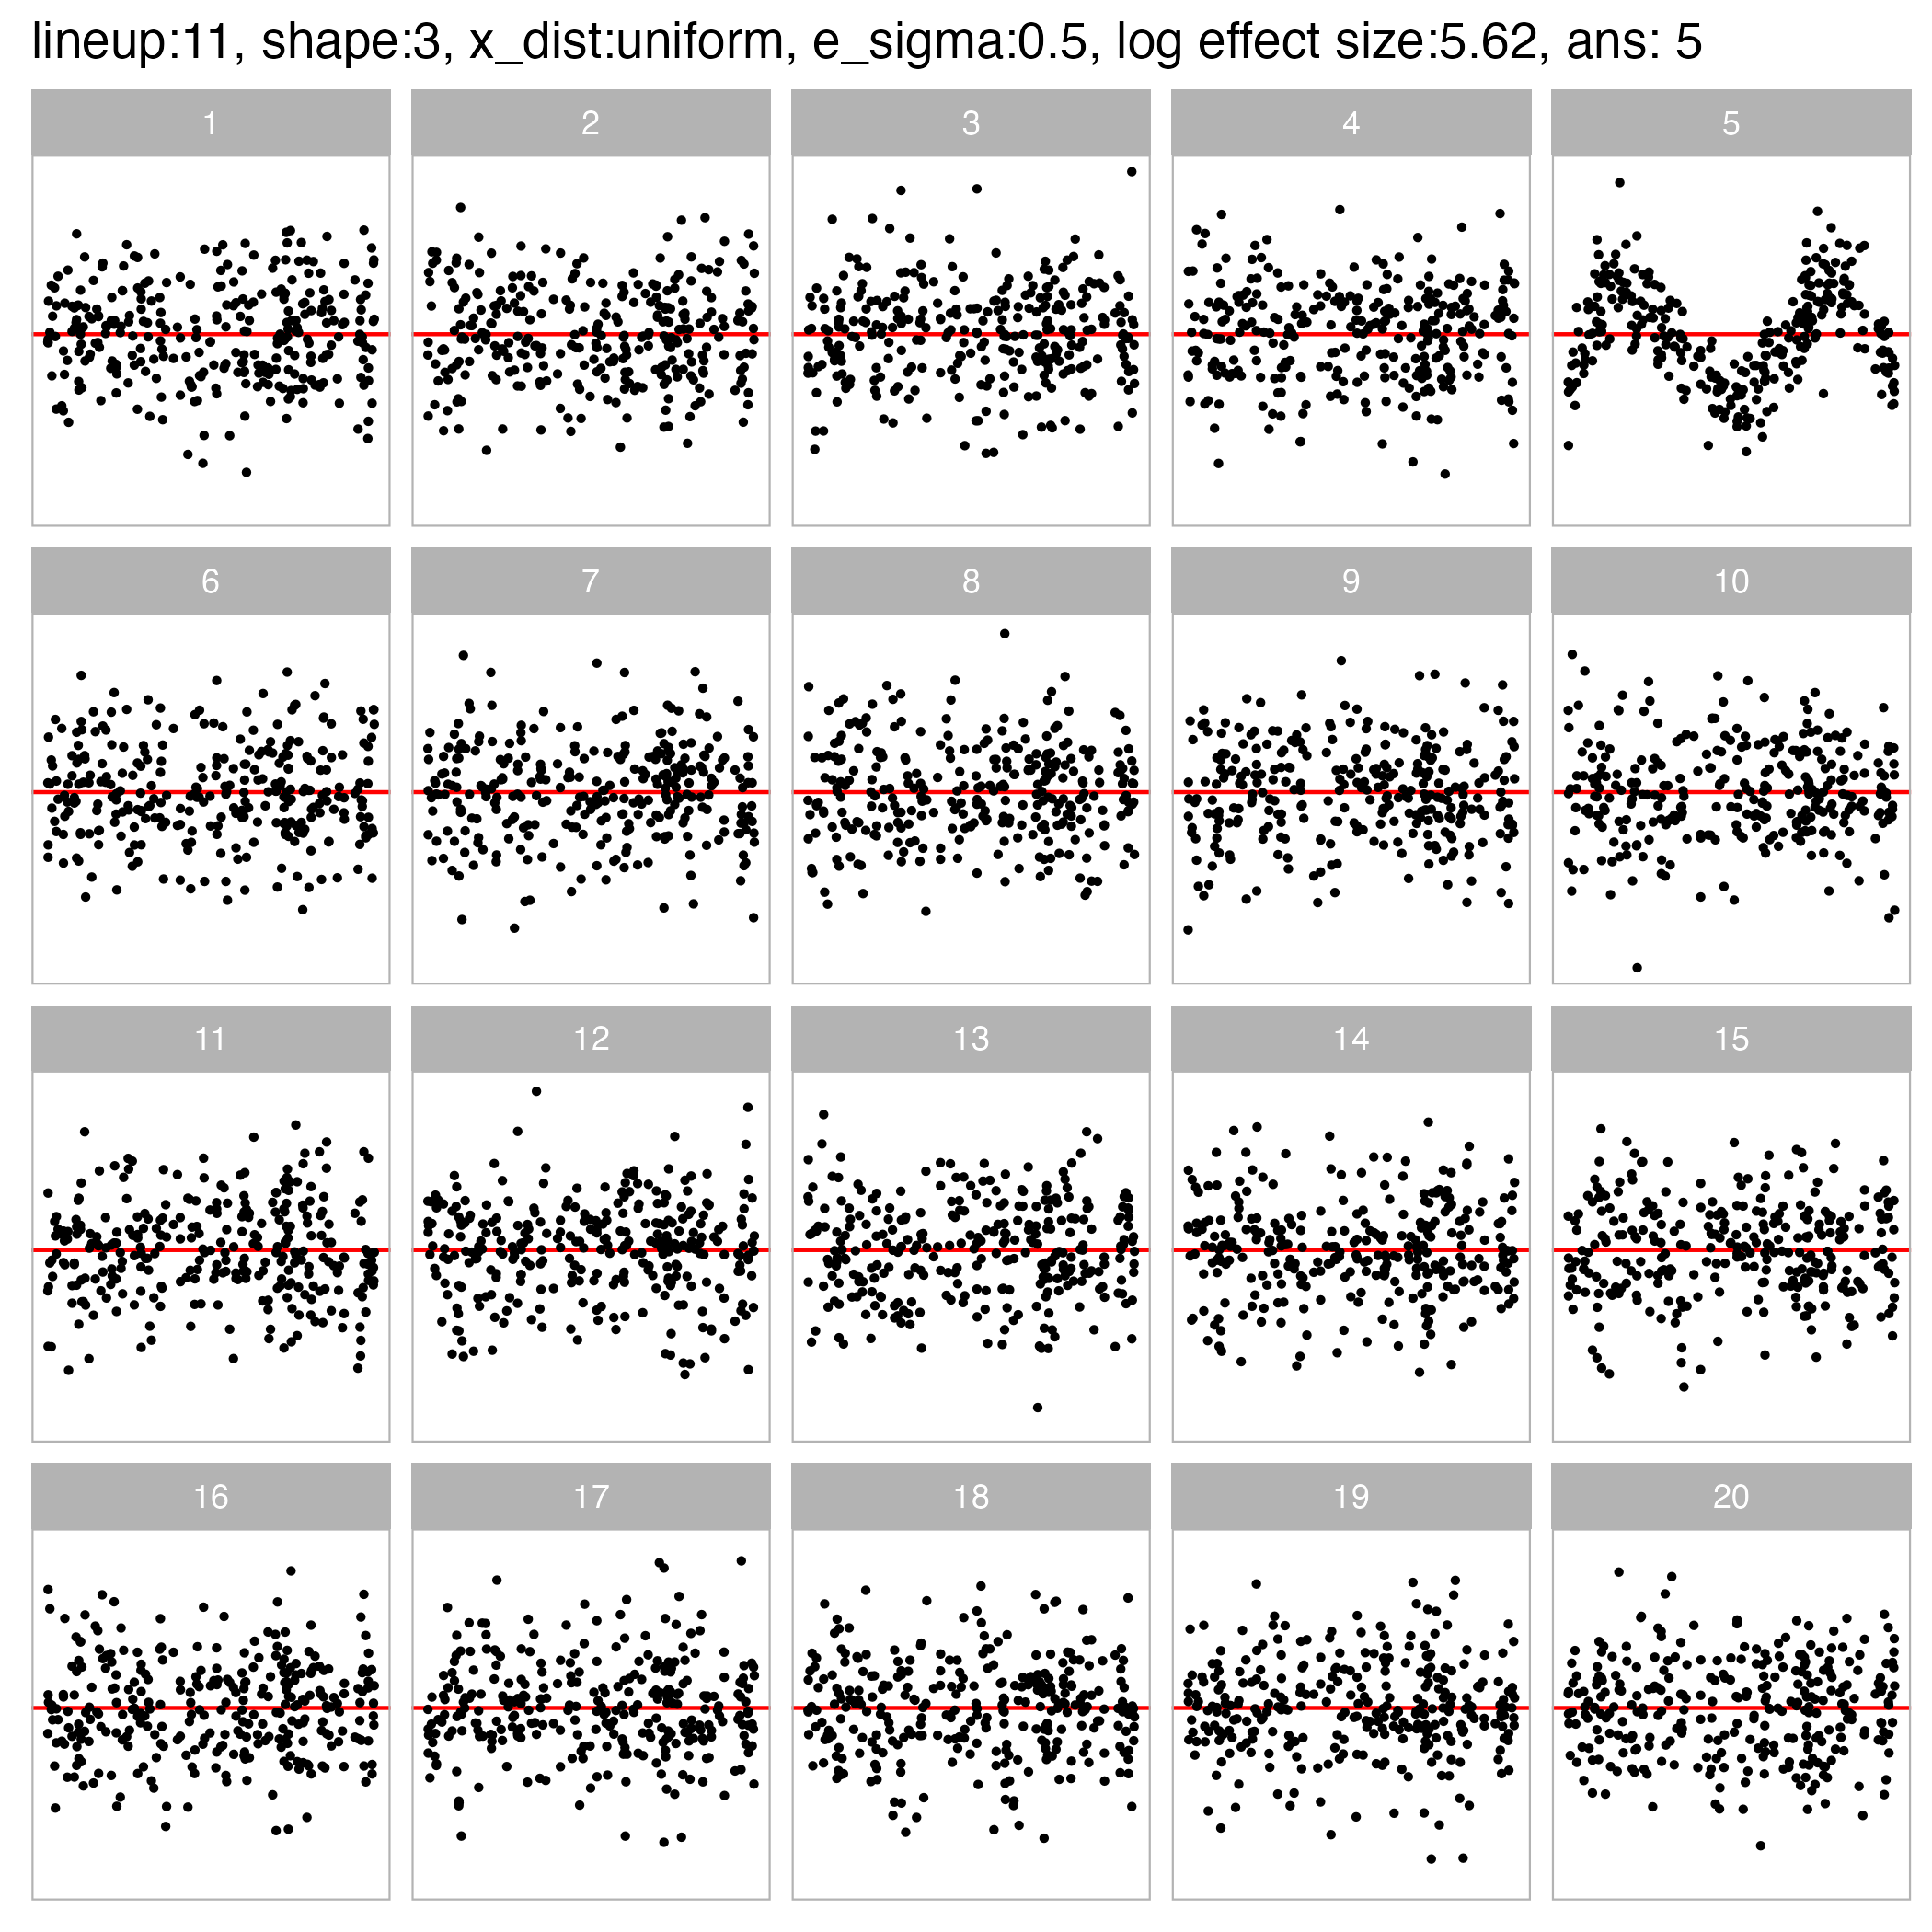 lineup:11, shape:3, x_dist:uniform, e_sigma:0.5, log effect size:5.62, ans: 5
1 2 3 4 5
6 7 8 9 10
11 12 13 14 15
16 17 18 19 20